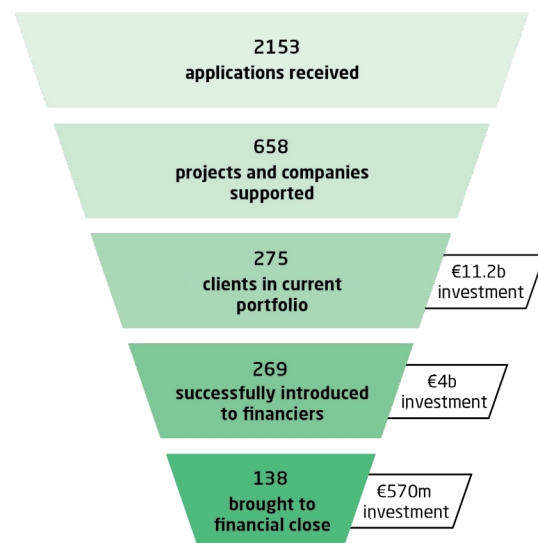 2153
applications received
658
projects and companies
supported
275
clients in current
portfolio
€11.2b
investment
269
successfully introduced
to financiers
€4b
investment
138
brought to
financial close
€570m
investment